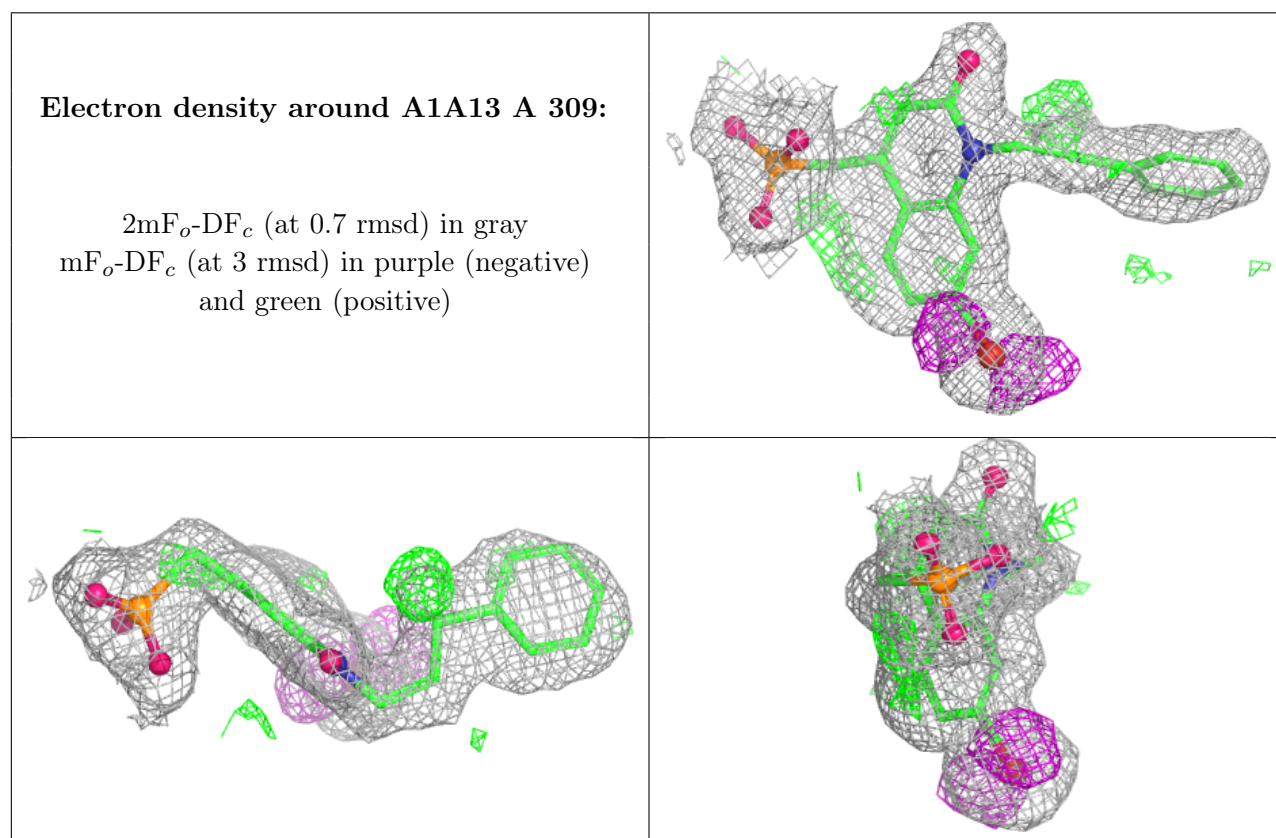 Electron density around A1A13 A 309:
2mFo-DFc (at 0.7 rmsd) in gray
mFo-DFc (at 3 rmsd) in purple (negative)
and green (positive)